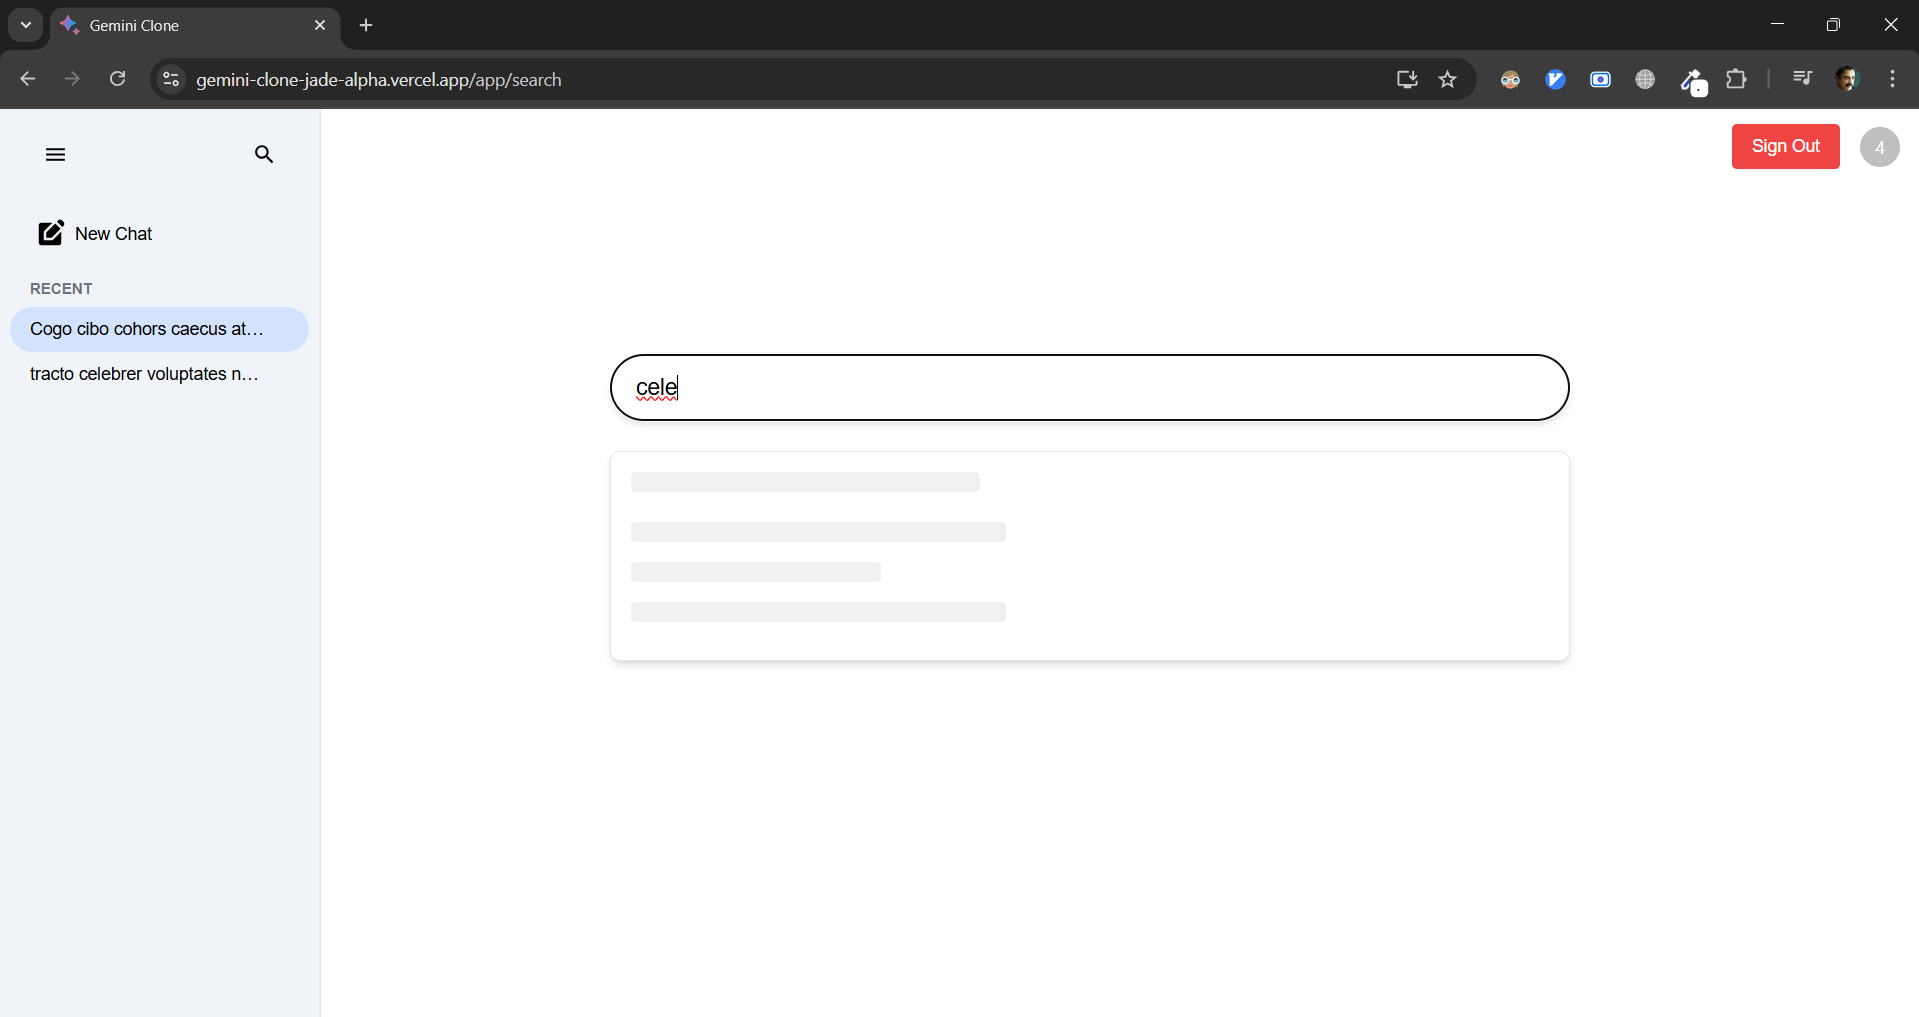 Gemini Clone
gemini-clone-jade-alpha.vercel.app/app/search
Sign Out
4
New Chat
RECENT
Cogo cibo cohors caecus at...
tracto celebrer voluptates n...
cele